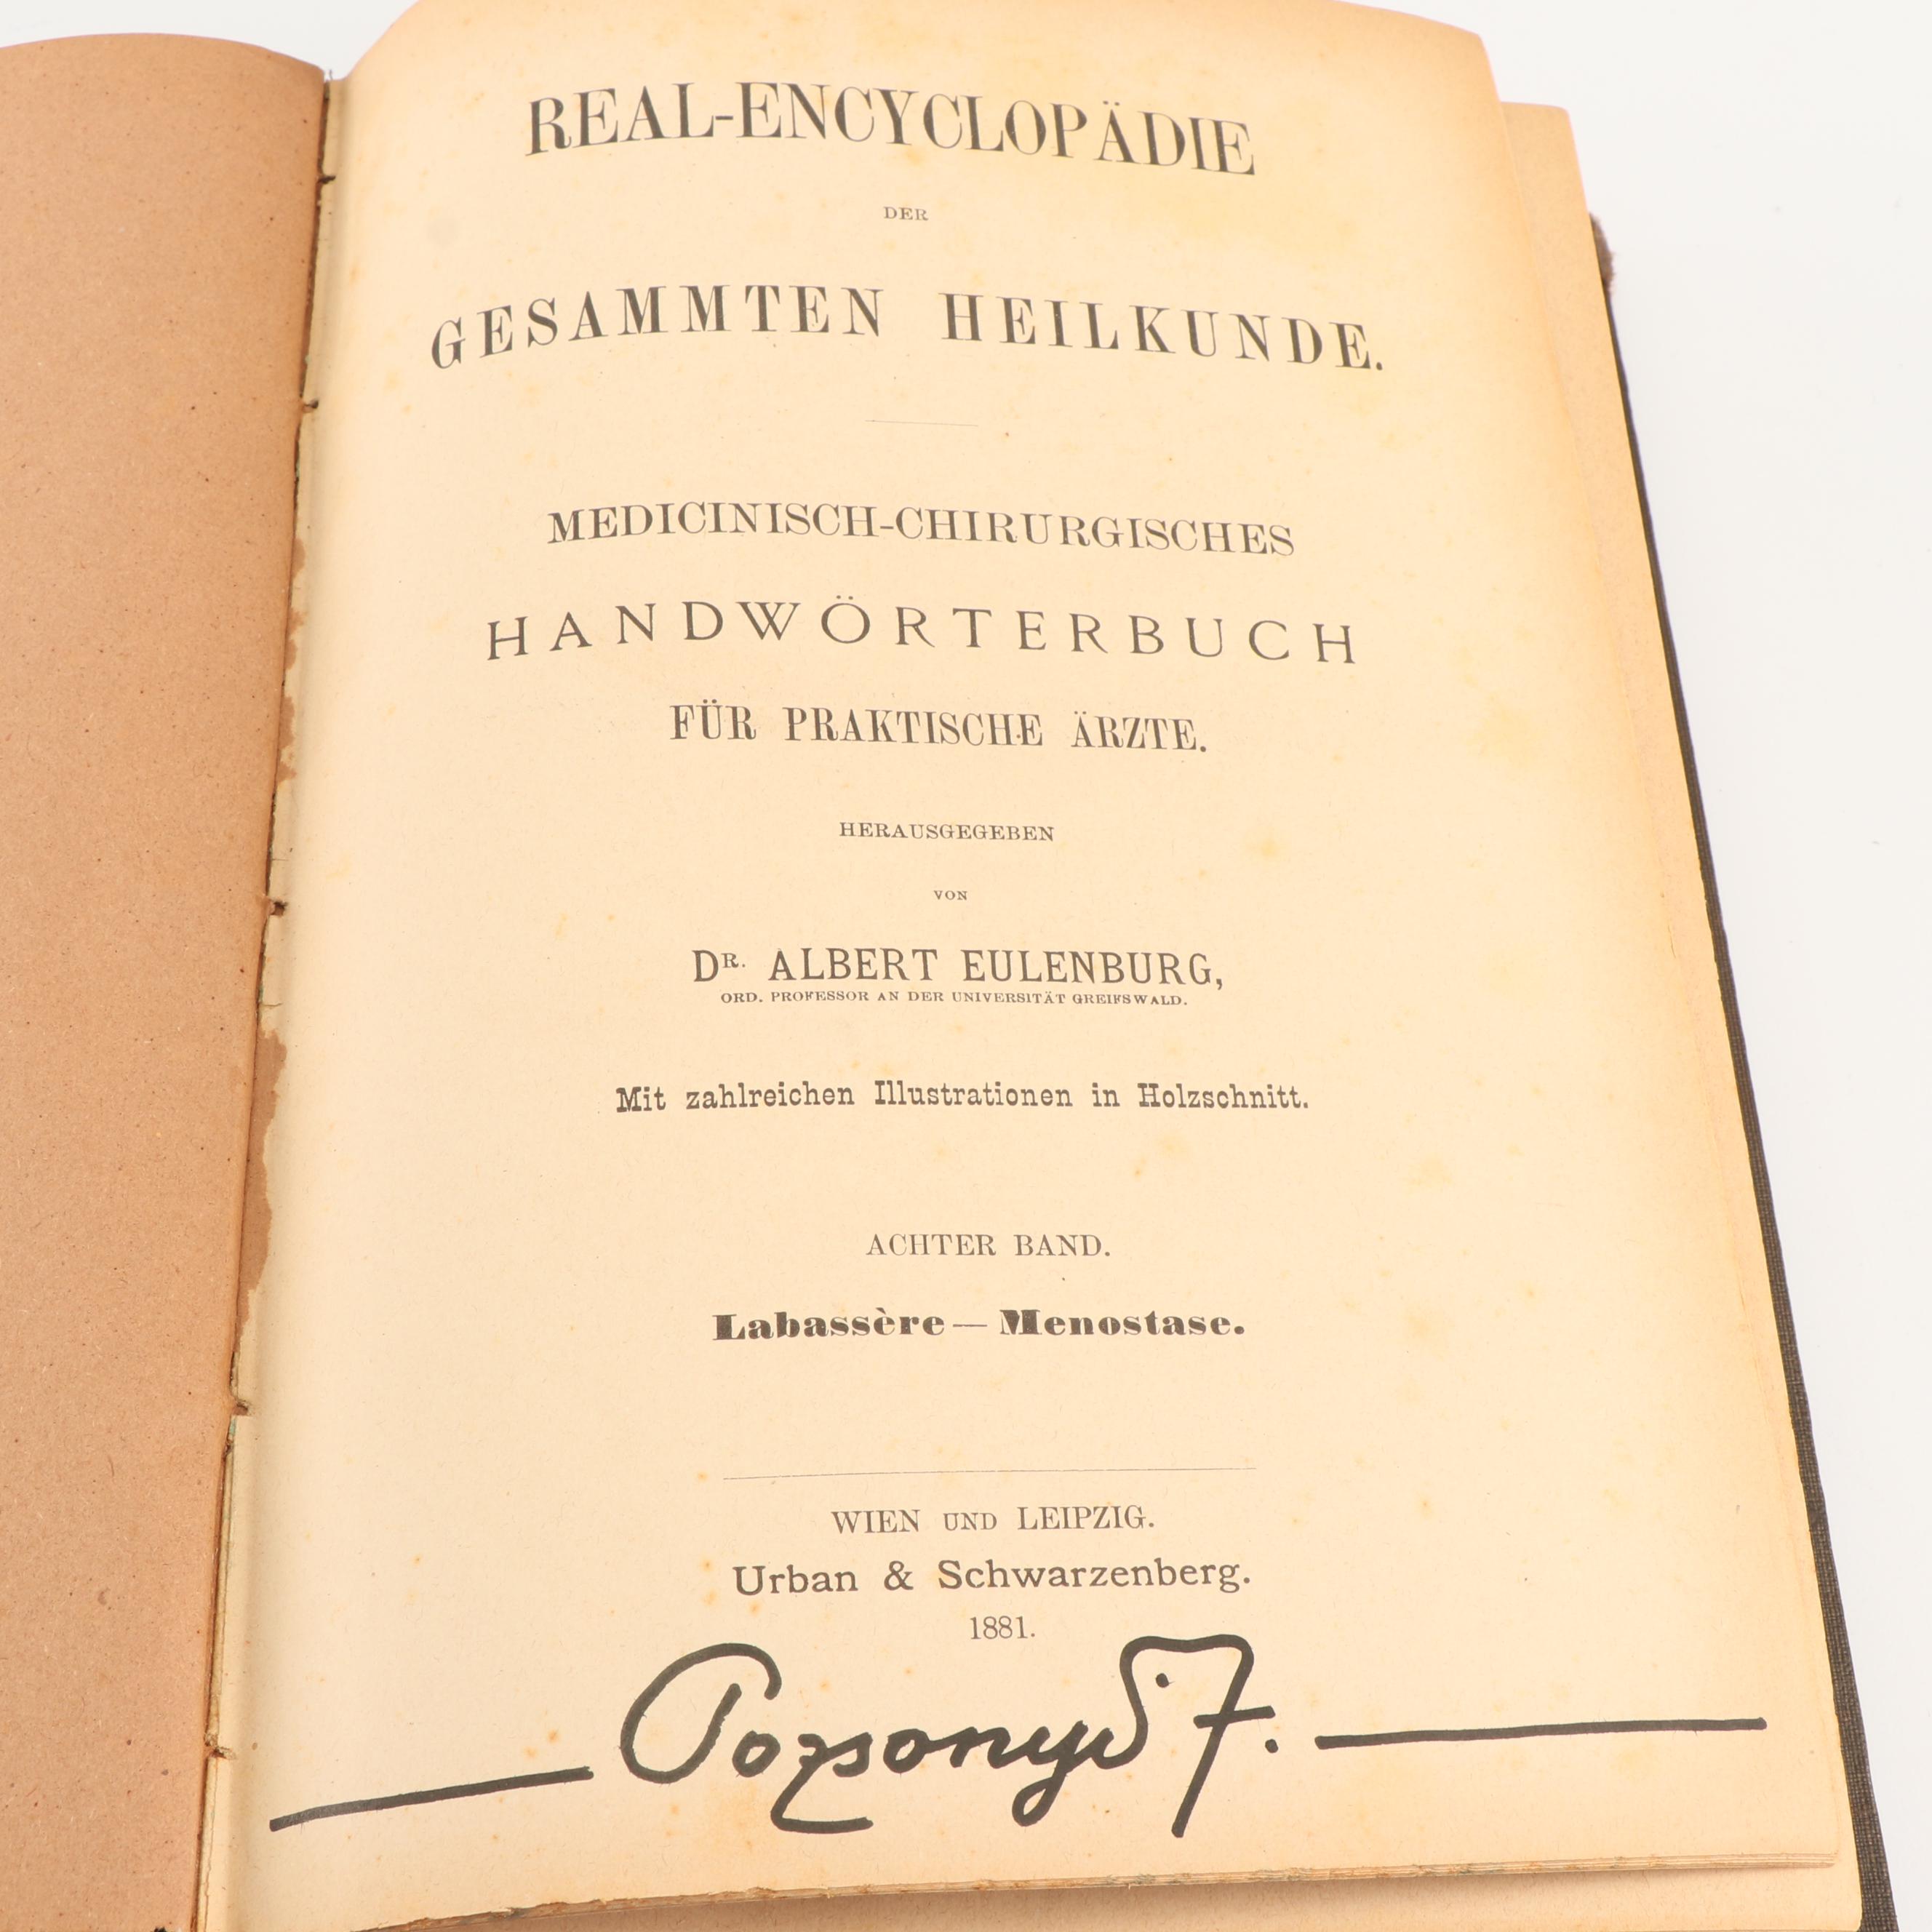 REAL-ENCYCLOPÄDIE
DER
GESAMMTEN HEILKUNDE.
MEDICINISCH-CHIRURGISCHES
HANDWÖRTERBUCH
FÜR PRAKTISCHE ÄRZTE.
HERAUSGEGEBEN
VON
DR. ALBERT EULENBURG,
ORD. PROFESSOR AN DER UNIVERSITÄT GREIFSWALD.
Mit zahlreichen Illustrationen in Holzschnitt.
ACHTER BAND.
Labassère — Menostase.
WIEN UND LEIPZIG.
Urban & Schwarzenberg.
1881.
Pozsonyi F.